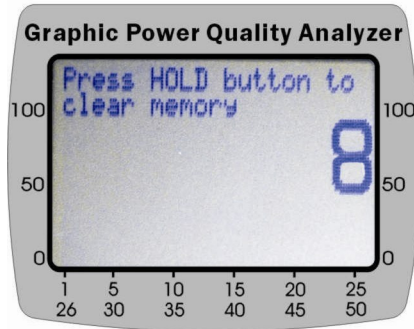 Graphic Power Quality Analyzer
Press HOLD button to
clear memory
8
100 100
50 50
0 0
1 5 10 15 20 25
26 30 35 40 45 50